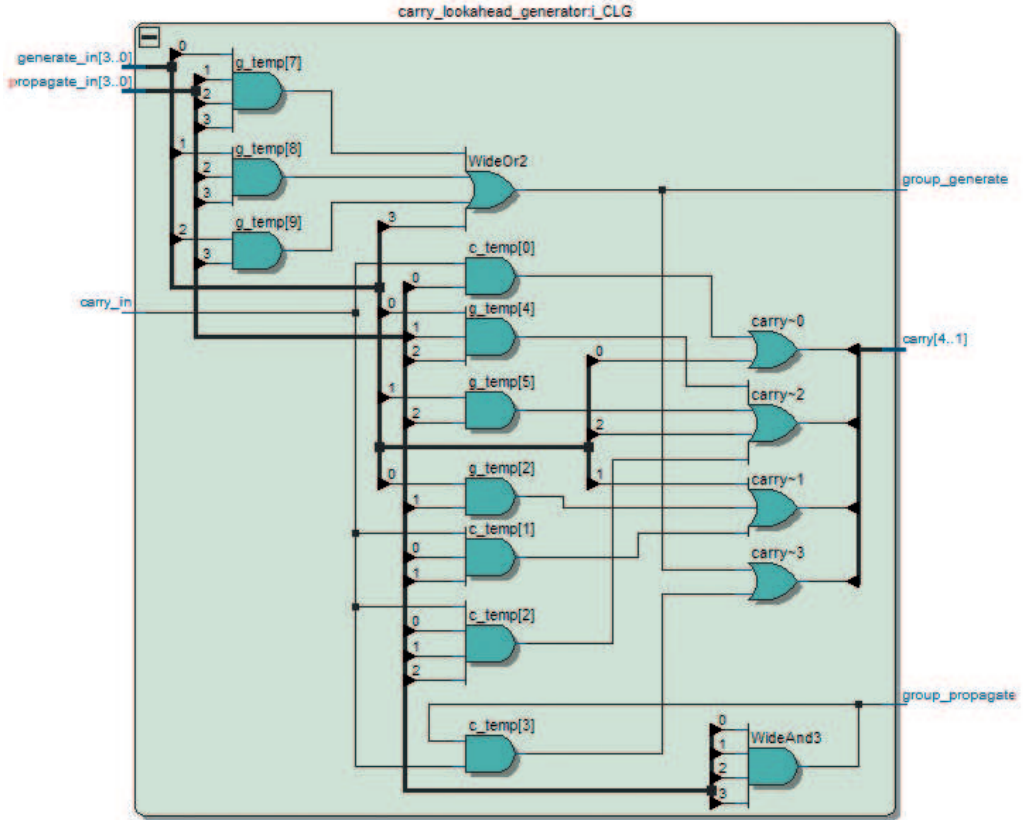 carry_lookahead_generator:i_CLG
generate_in[3..0]
propagate_in[3..0]
0
1
2
3
g_temp[7]
1
2
3
g_temp[8]
2
3
g_temp[9]
WideOr2
3
group_generate
carry_in
c_temp[0]
0
g_temp[4]
0
1
2
g_temp[5]
1
2
g_temp[2]
0
1
c_temp[1]
0
1
c_temp[2]
0
1
2
c_temp[3]
0
2
1
carry~0
carry~2
carry~1
carry~3
carry[4..1]
group_propagate
0
1
2
3
WideAnd3